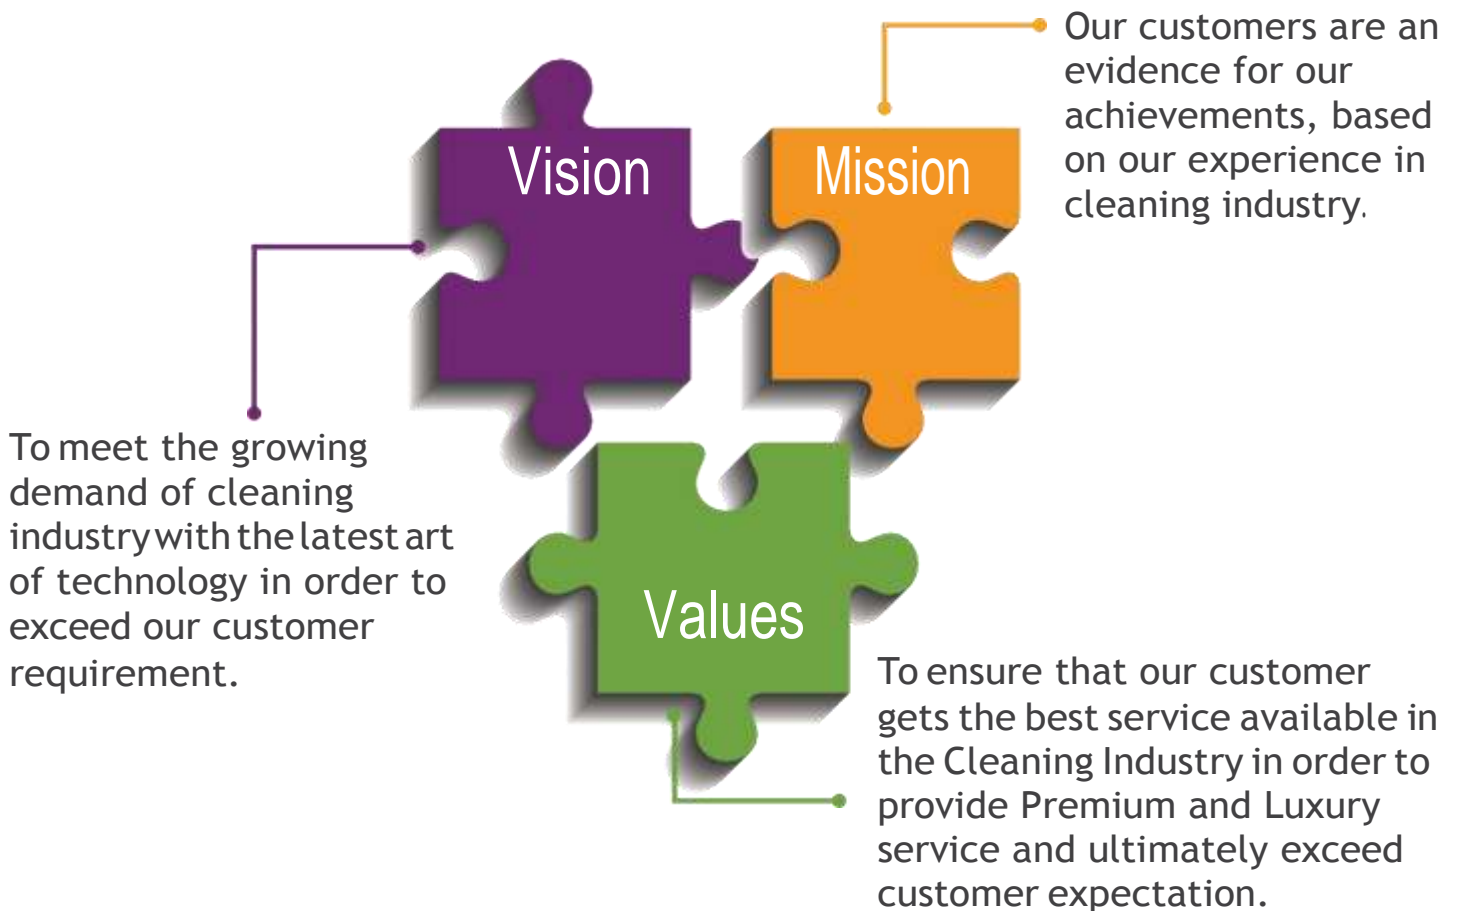 Our customers are an
evidence for our
achievements, based
on our experience in
cleaning industry.
Vision
Mission
To meet the growing
demand of cleaning
industry with the latest art
of technology in order to
exceed our customer
requirement.
Values
To ensure that our customer
gets the best service available in
the Cleaning Industry in order to
provide Premium and Luxury
service and ultimately exceed
customer expectation.